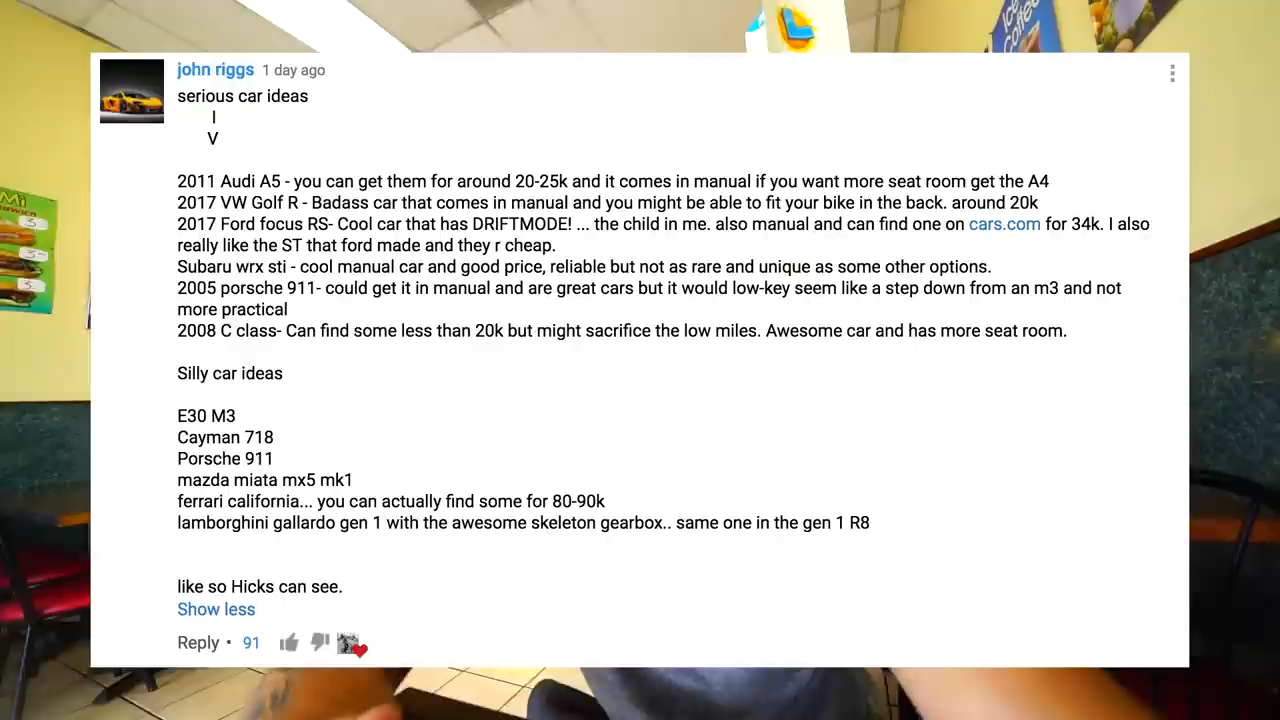 Ice
Coffee
Mi
3
3
3
john riggs 1 day ago
serious car ideas
I
V
2011 Audi A5 - you can get them for around 20-25k and it comes in manual if you want more seat room get the A4
2017 VW Golf R - Badass car that comes in manual and you might be able to fit your bike in the back. around 20k
2017 Ford focus RS- Cool car that has DRIFTMODE! ... the child in me. also manual and can find one on cars.com for 34k. I also
really like the ST that ford made and they r cheap.
Subaru wrx sti - cool manual car and good price, reliable but not as rare and unique as some other options.
2005 porsche 911- could get it in manual and are great cars but it would low-key seem like a step down from an m3 and not
more practical
2008 C class- Can find some less than 20k but might sacrifice the low miles. Awesome car and has more seat room.
Silly car ideas
E30 M3
Cayman 718
Porsche 911
mazda miata mx5 mk1
ferrari california... you can actually find some for 80-90k
lamborghini gallardo gen 1 with the awesome skeleton gearbox.. same one in the gen 1 R8
like so Hicks can see.
Show less
Reply • 91